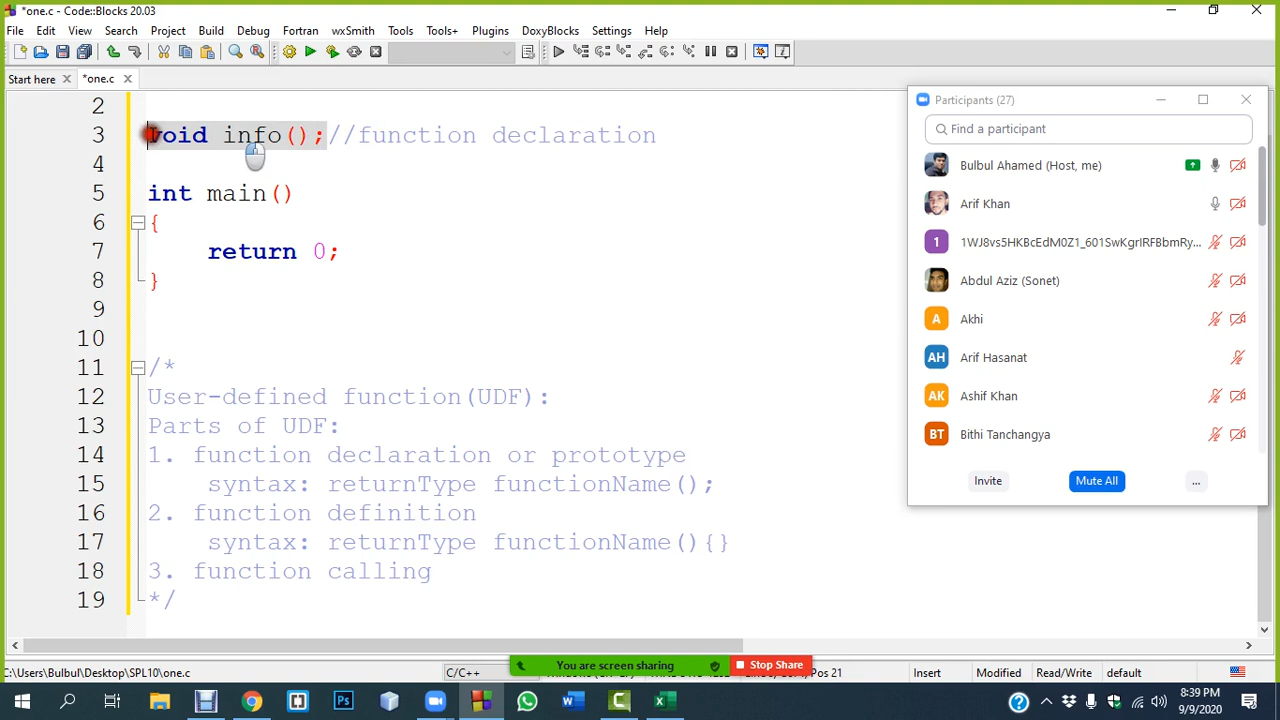 *one.c - Code::Blocks 20.03
File Edit View Search Project Build Debug Fortran wxSmith Tools Tools+ Plugins DoxyBlocks Settings Help
Start here
*one.c
2
3 void info();//function declaration
4
5 int main()
6 {
7 return 0;
8 }
9
10
11 /*
12 User-defined function(UDF):
13 Parts of UDF:
14 1. function declaration or prototype
15 syntax: returnType functionName();
16 2. function definition
17 syntax: returnType functionName(){}
18 3. function calling
19 */
Participants (27)
Find a participant
Bulbul Ahamed (Host, me)
Arif Khan
1 1WJ8vs5HKBcEdM0Z1_601SwKgrIRFBbmRy...
Abdul Aziz (Sonet)
A Akhi
AH Arif Hasanat
AK Ashif Khan
BT Bithi Tanchangya
Invite Mute All ...
You are screen sharing Stop Share
C:\Users\Bulbul\Desktop\SPL10\one.c C/C++ Pos 21 Insert Modified Read/Write default
8:39 PM
9/9/2020